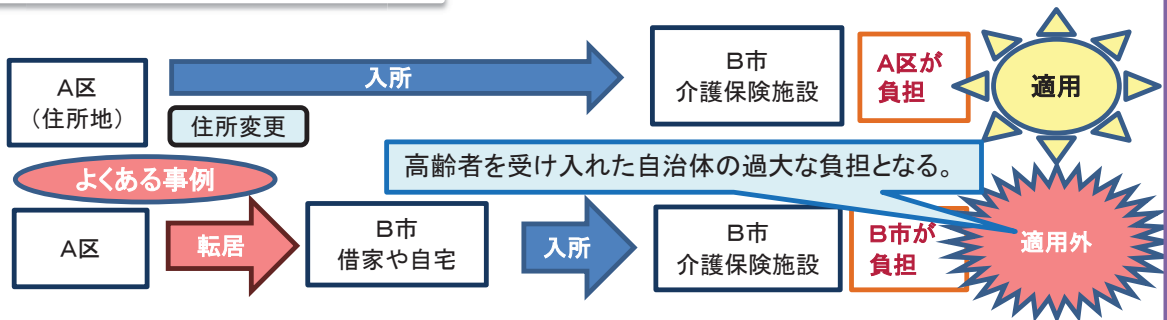 A区
（住所地）
入所
住所変更
B市
介護保険施設
A区が
負担
適用
高齢者を受け入れた自治体の過大な負担となる。
よくある事例
A区
転居
B市
借家や自宅
入所
B市
介護保険施設
B市が
負担
適用外